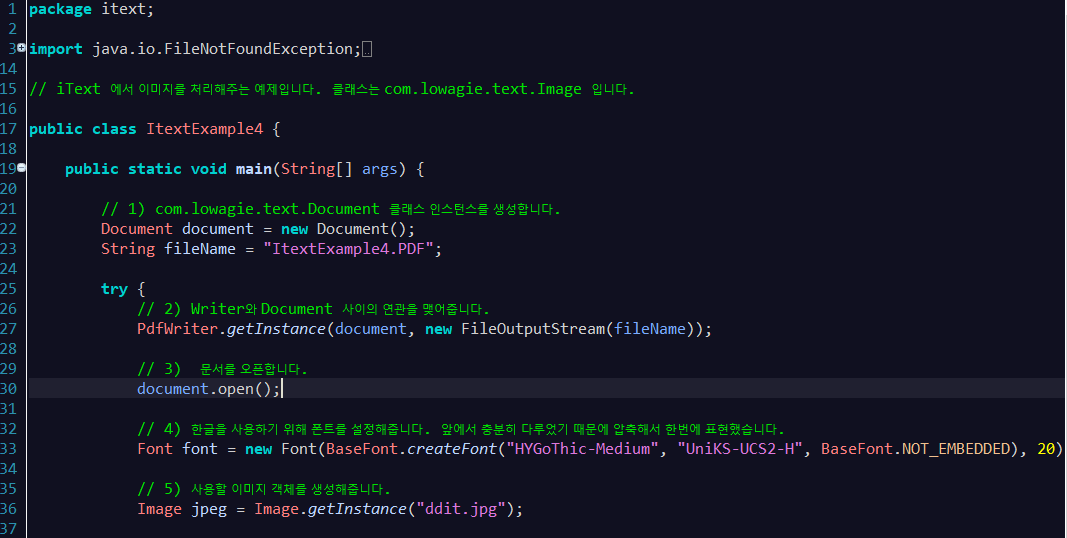 1 package itext;
2
3 import java.io.FileNotFoundException;
14
15 // iText 에서 이미지를 처리해주는 예제입니다. 클래스는 com.lowagie.text.Image 입니다.
16
17 public class ItextExample4 {
18
19 public static void main(String[] args) {
20
21 // 1) com.lowagie.text.Document 클래스 인스턴스를 생성합니다.
22 Document document = new Document();
23 String fileName = "ItextExample4.PDF";
24
25 try {
26 // 2) Writer와 Document 사이의 연관을 맺어줍니다.
27 PdfWriter.getInstance(document, new FileOutputStream(fileName));
28
29 // 3) 문서를 오픈합니다.
30 document.open();
31
32 // 4) 한글을 사용하기 위해 폰트를 설정해줍니다. 앞에서 충분히 다루었기 때문에 압축해서 한번에 표현했습니다.
33 Font font = new Font(BaseFont.createFont("HYGoThic-Medium", "UniKS-UCS2-H", BaseFont.NOT_EMBEDDED), 20)
34
35 // 5) 사용할 이미지 객체를 생성해줍니다.
36 Image jpeg = Image.getInstance("ddit.jpg");
37